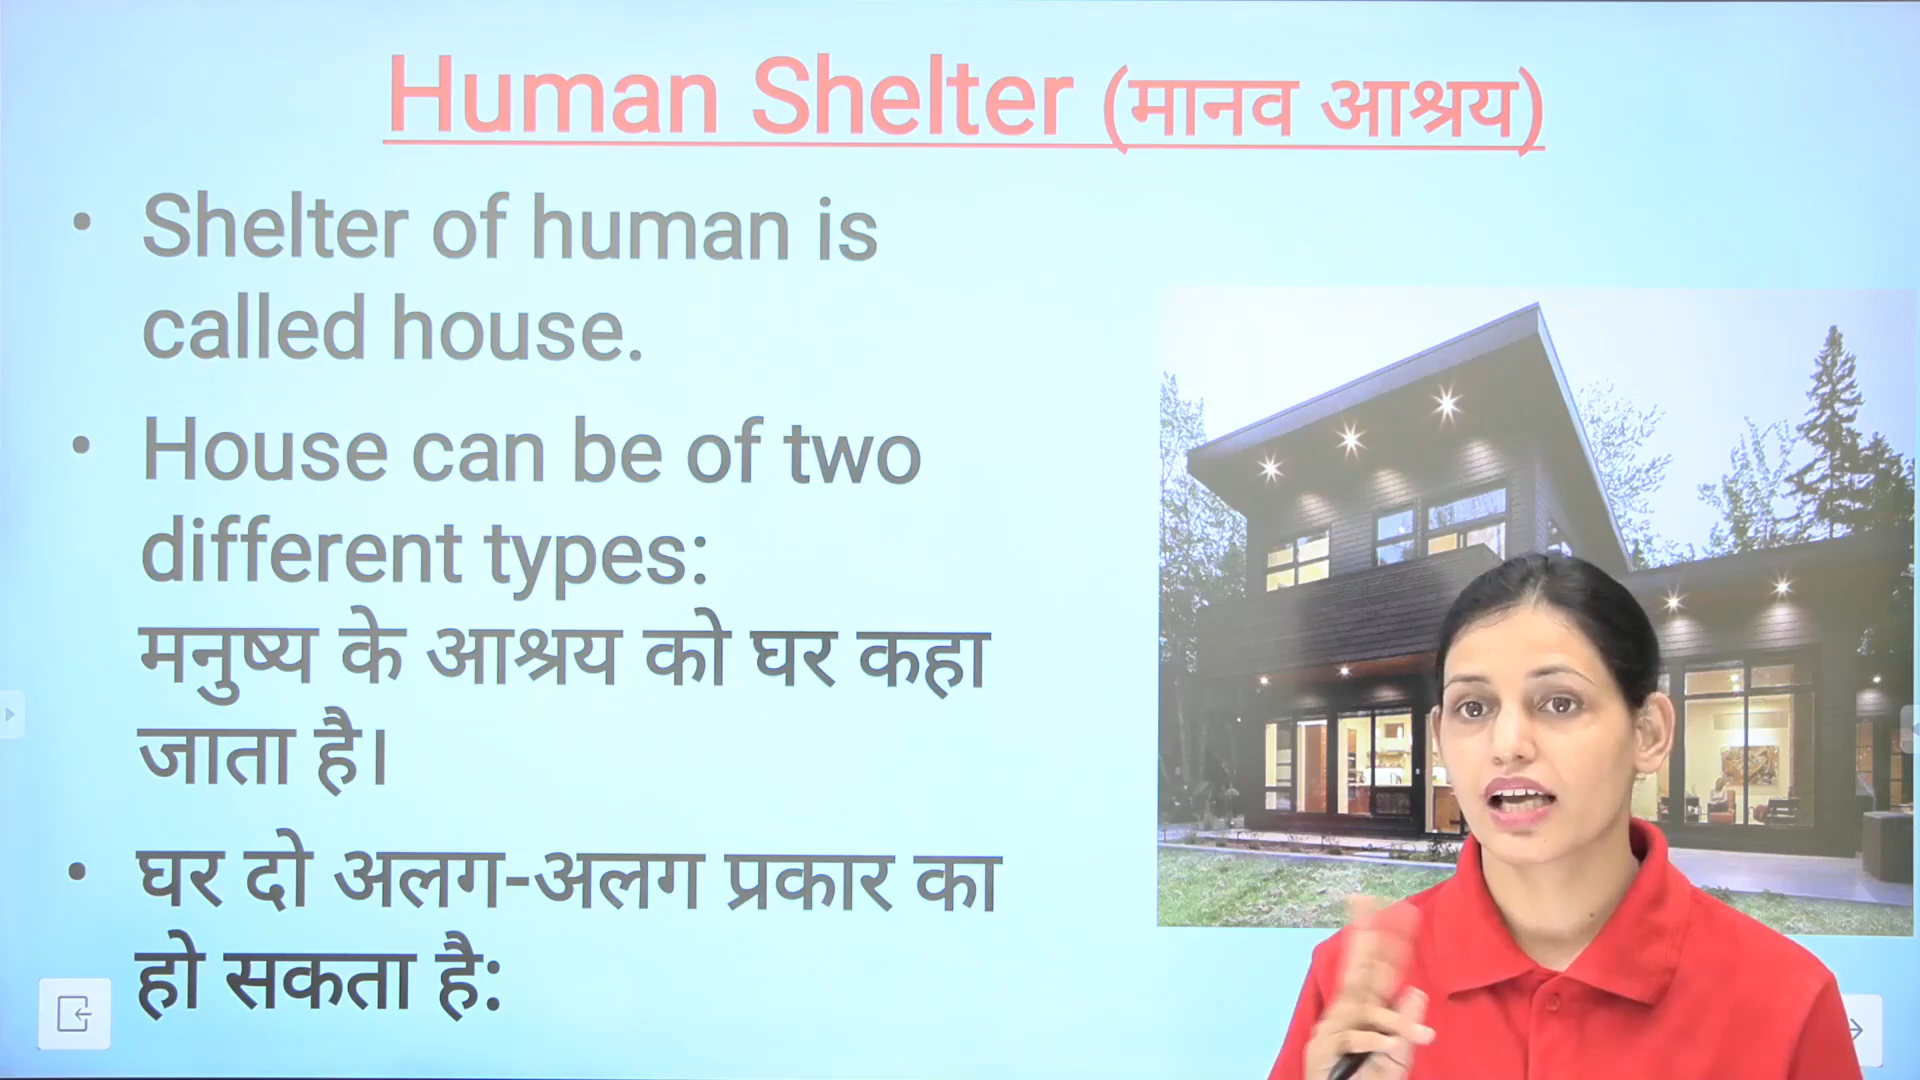 Human Shelter (मानव आश्रय)
• Shelter of human is
called house.
• House can be of two
different types:
मनुष्य के आश्रय को घर कहा
जाता है।
• घर दो अलग-अलग प्रकार का
हो सकता है: